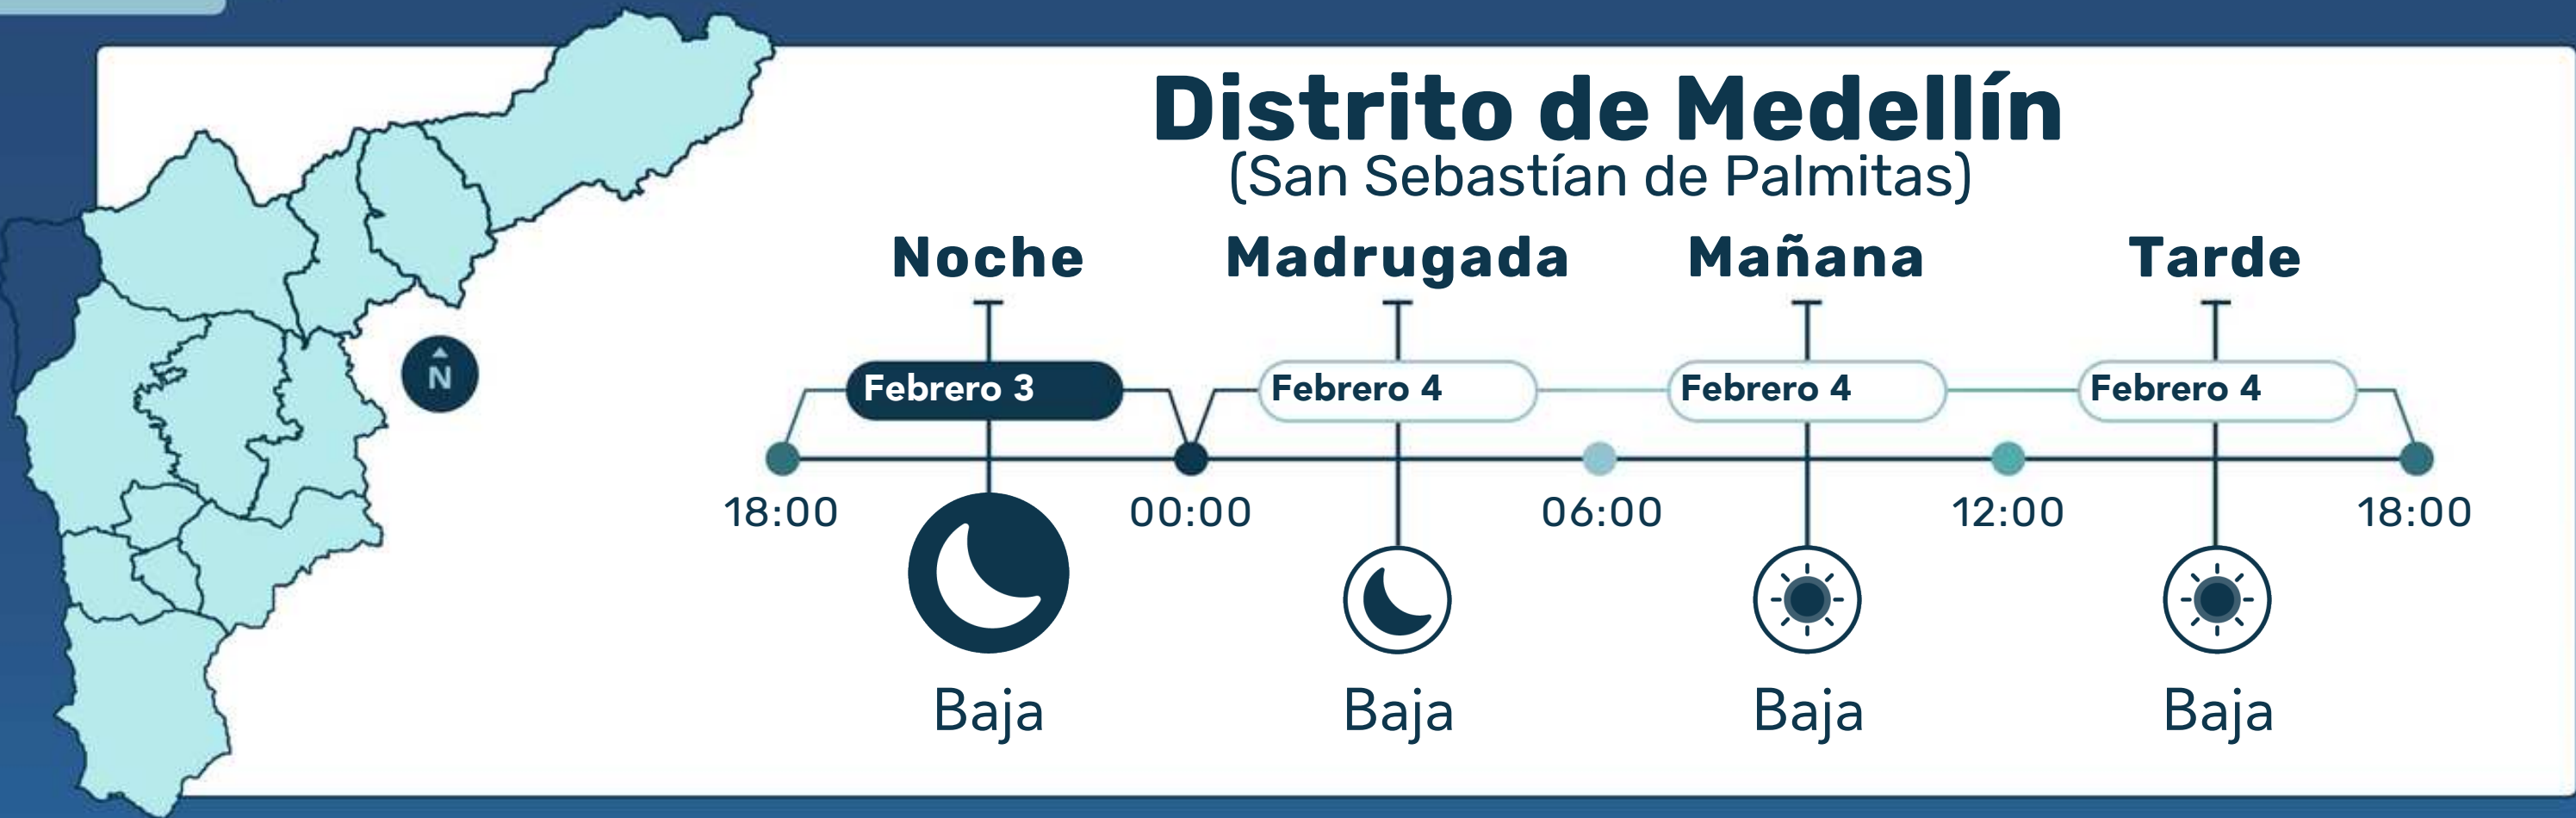 Distrito de Medellín
(San Sebastían de Palmitas)
Noche Madrugada Mañana Tarde
Febrero 3 Febrero 4 Febrero 4 Febrero 4
N
18:00 00:00 06:00 12:00 18:00
Baja Baja Baja Baja